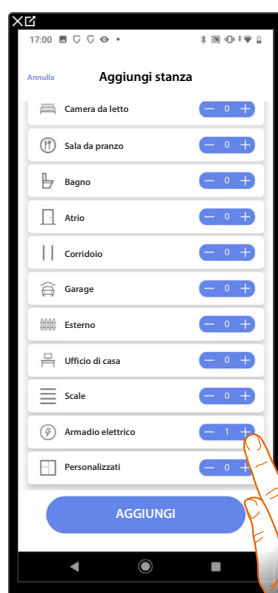 17:00
Annulla
Aggiungi stanza
Camera da letto — 0 +
Sala da pranzo — 0 +
Bagno — 0 +
Atrio — 0 +
Corridoio — 0 +
Garage — 0 +
Esterno — 0 +
Ufficio di casa — 0 +
Scale — 0 +
Armadio elettrico — 1 +
Personalizzati — 0 +
AGGIUNGI